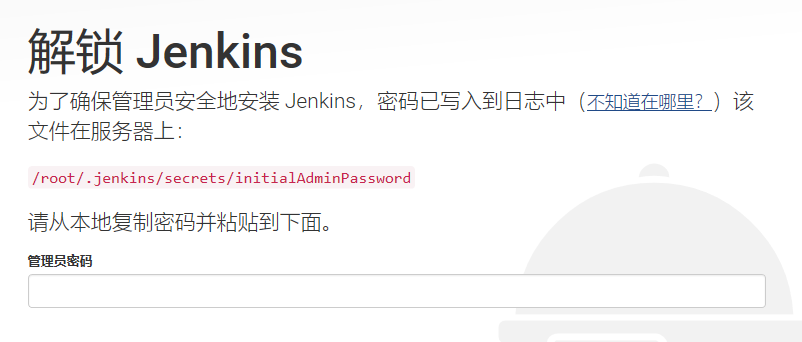 解锁 Jenkins
为了确保管理员安全地安装 Jenkins，密码已写入到日志中（不知道在哪里？）该
文件在服务器上：
/root/.jenkins/secrets/initialAdminPassword
请从本地复制密码并粘贴到下面。
管理员密码